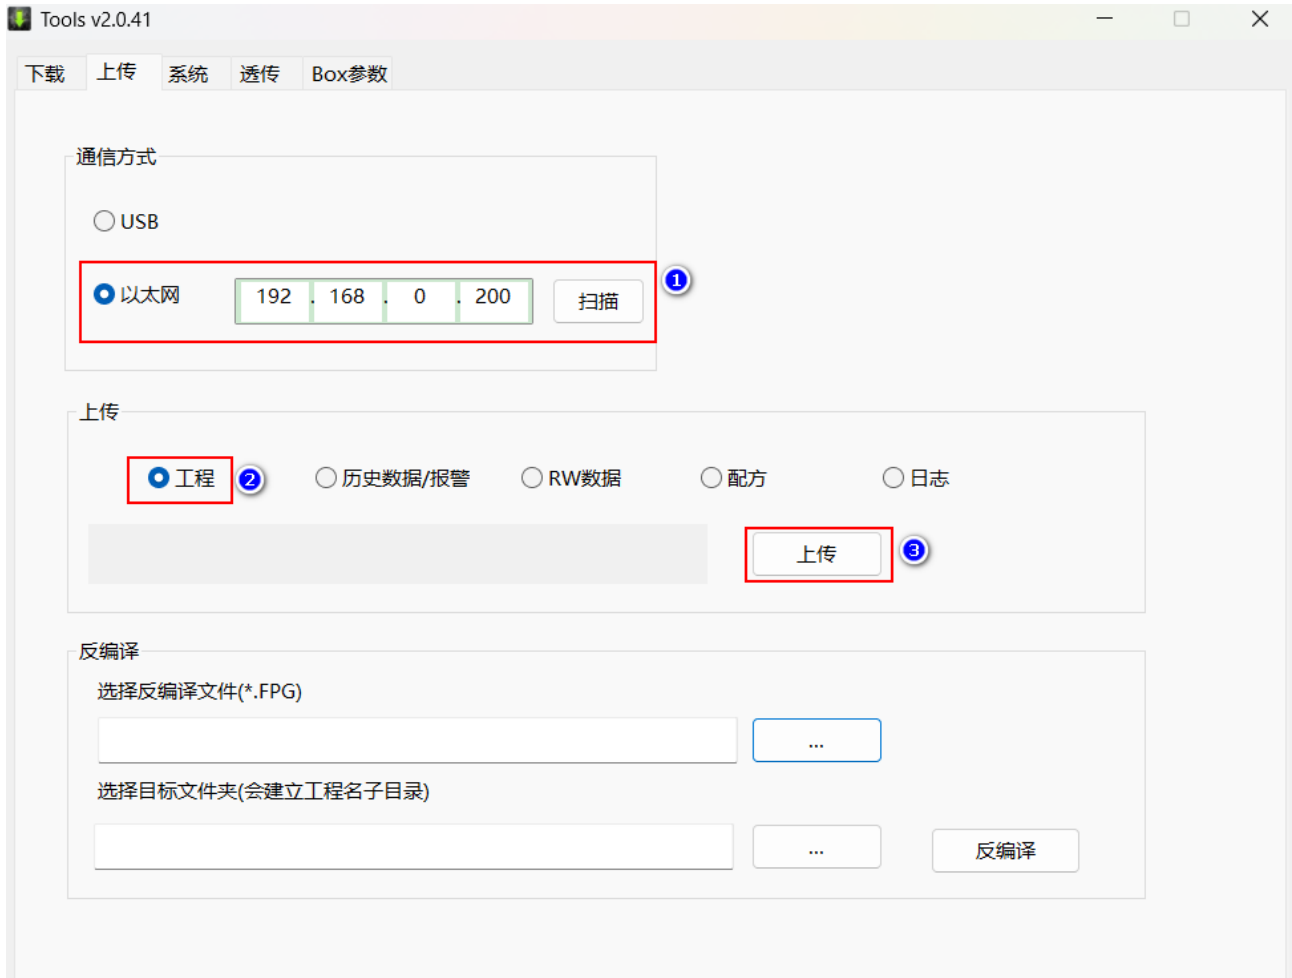 Tools v2.0.41
下载 上传 系统 透传 Box参数
通信方式
USB
以太网 192 . 168 . 0 . 200 扫描 1
上传
工程 2 历史数据/报警 RW数据 配方 日志
上传 3
反编译
选择反编译文件(*.FPG)
...
选择目标文件夹(会建立工程名子目录)
... 反编译